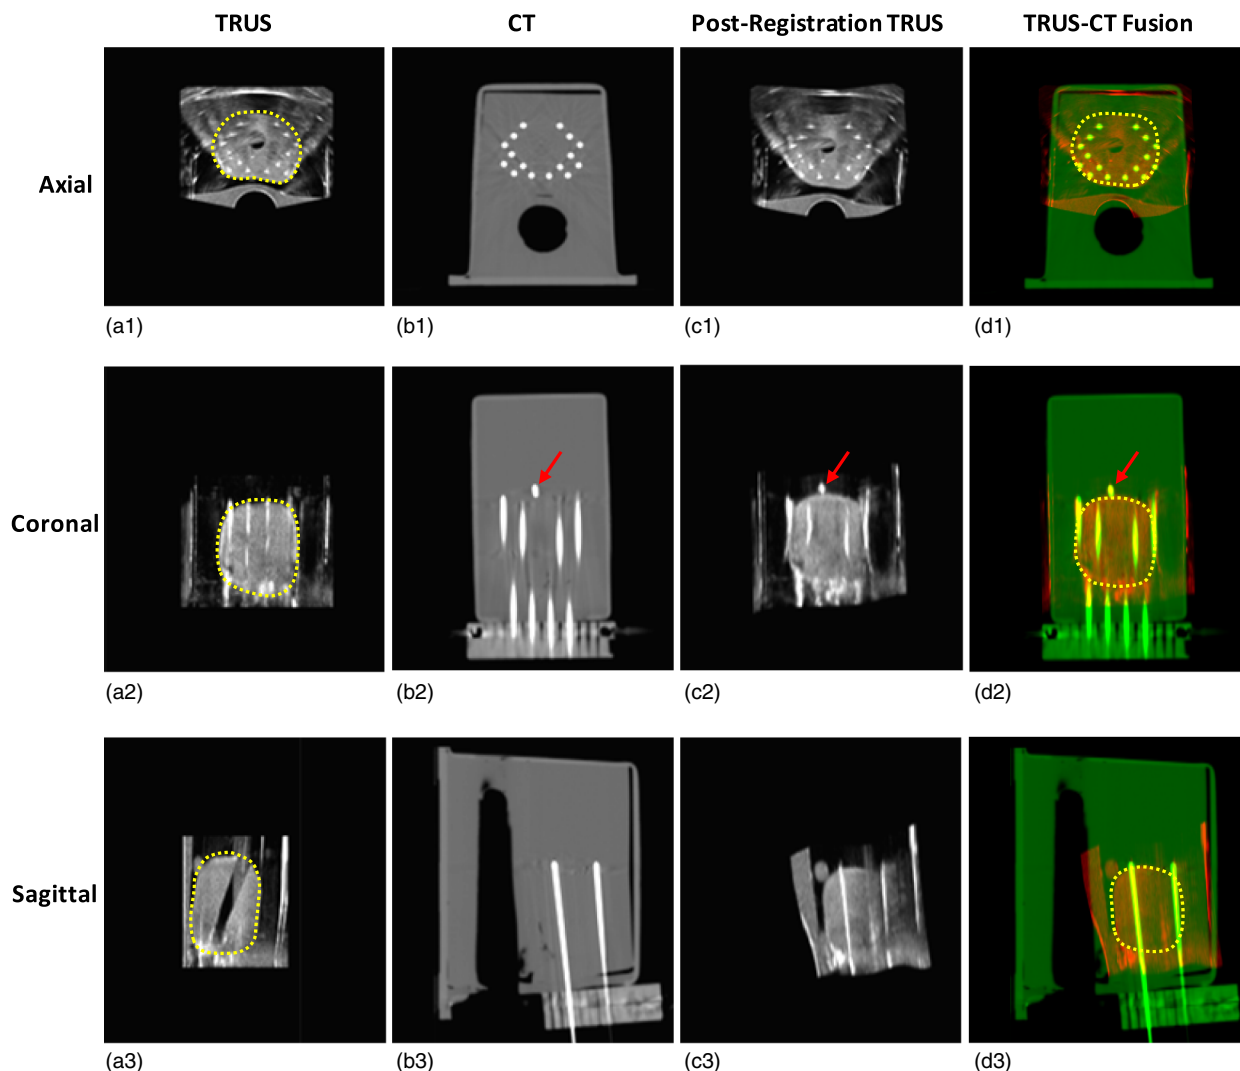 TRUS CT Post-Registration TRUS TRUS-CT Fusion
Axial
(a1) (b1) (c1) (d1)
Coronal
(a2) (b2) (c2) (d2)
Sagittal
(a3) (b3) (c3) (d3)